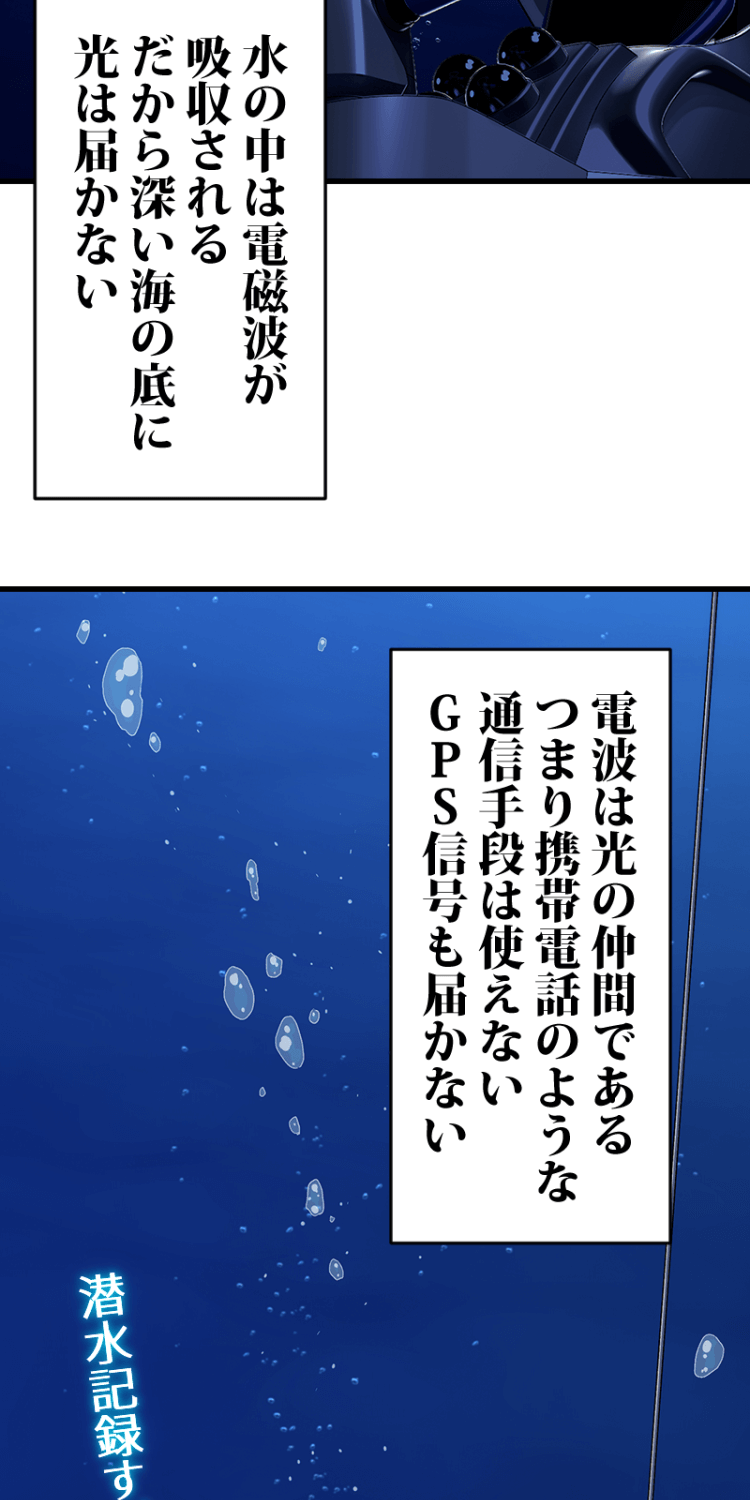 水の中は電磁波が
吸収される
だから深い海の底に
光は届かない
電波は光の仲間である
つまり携帯電話のような
通信手段は使えない
GPS信号も届かない
潜水記録す